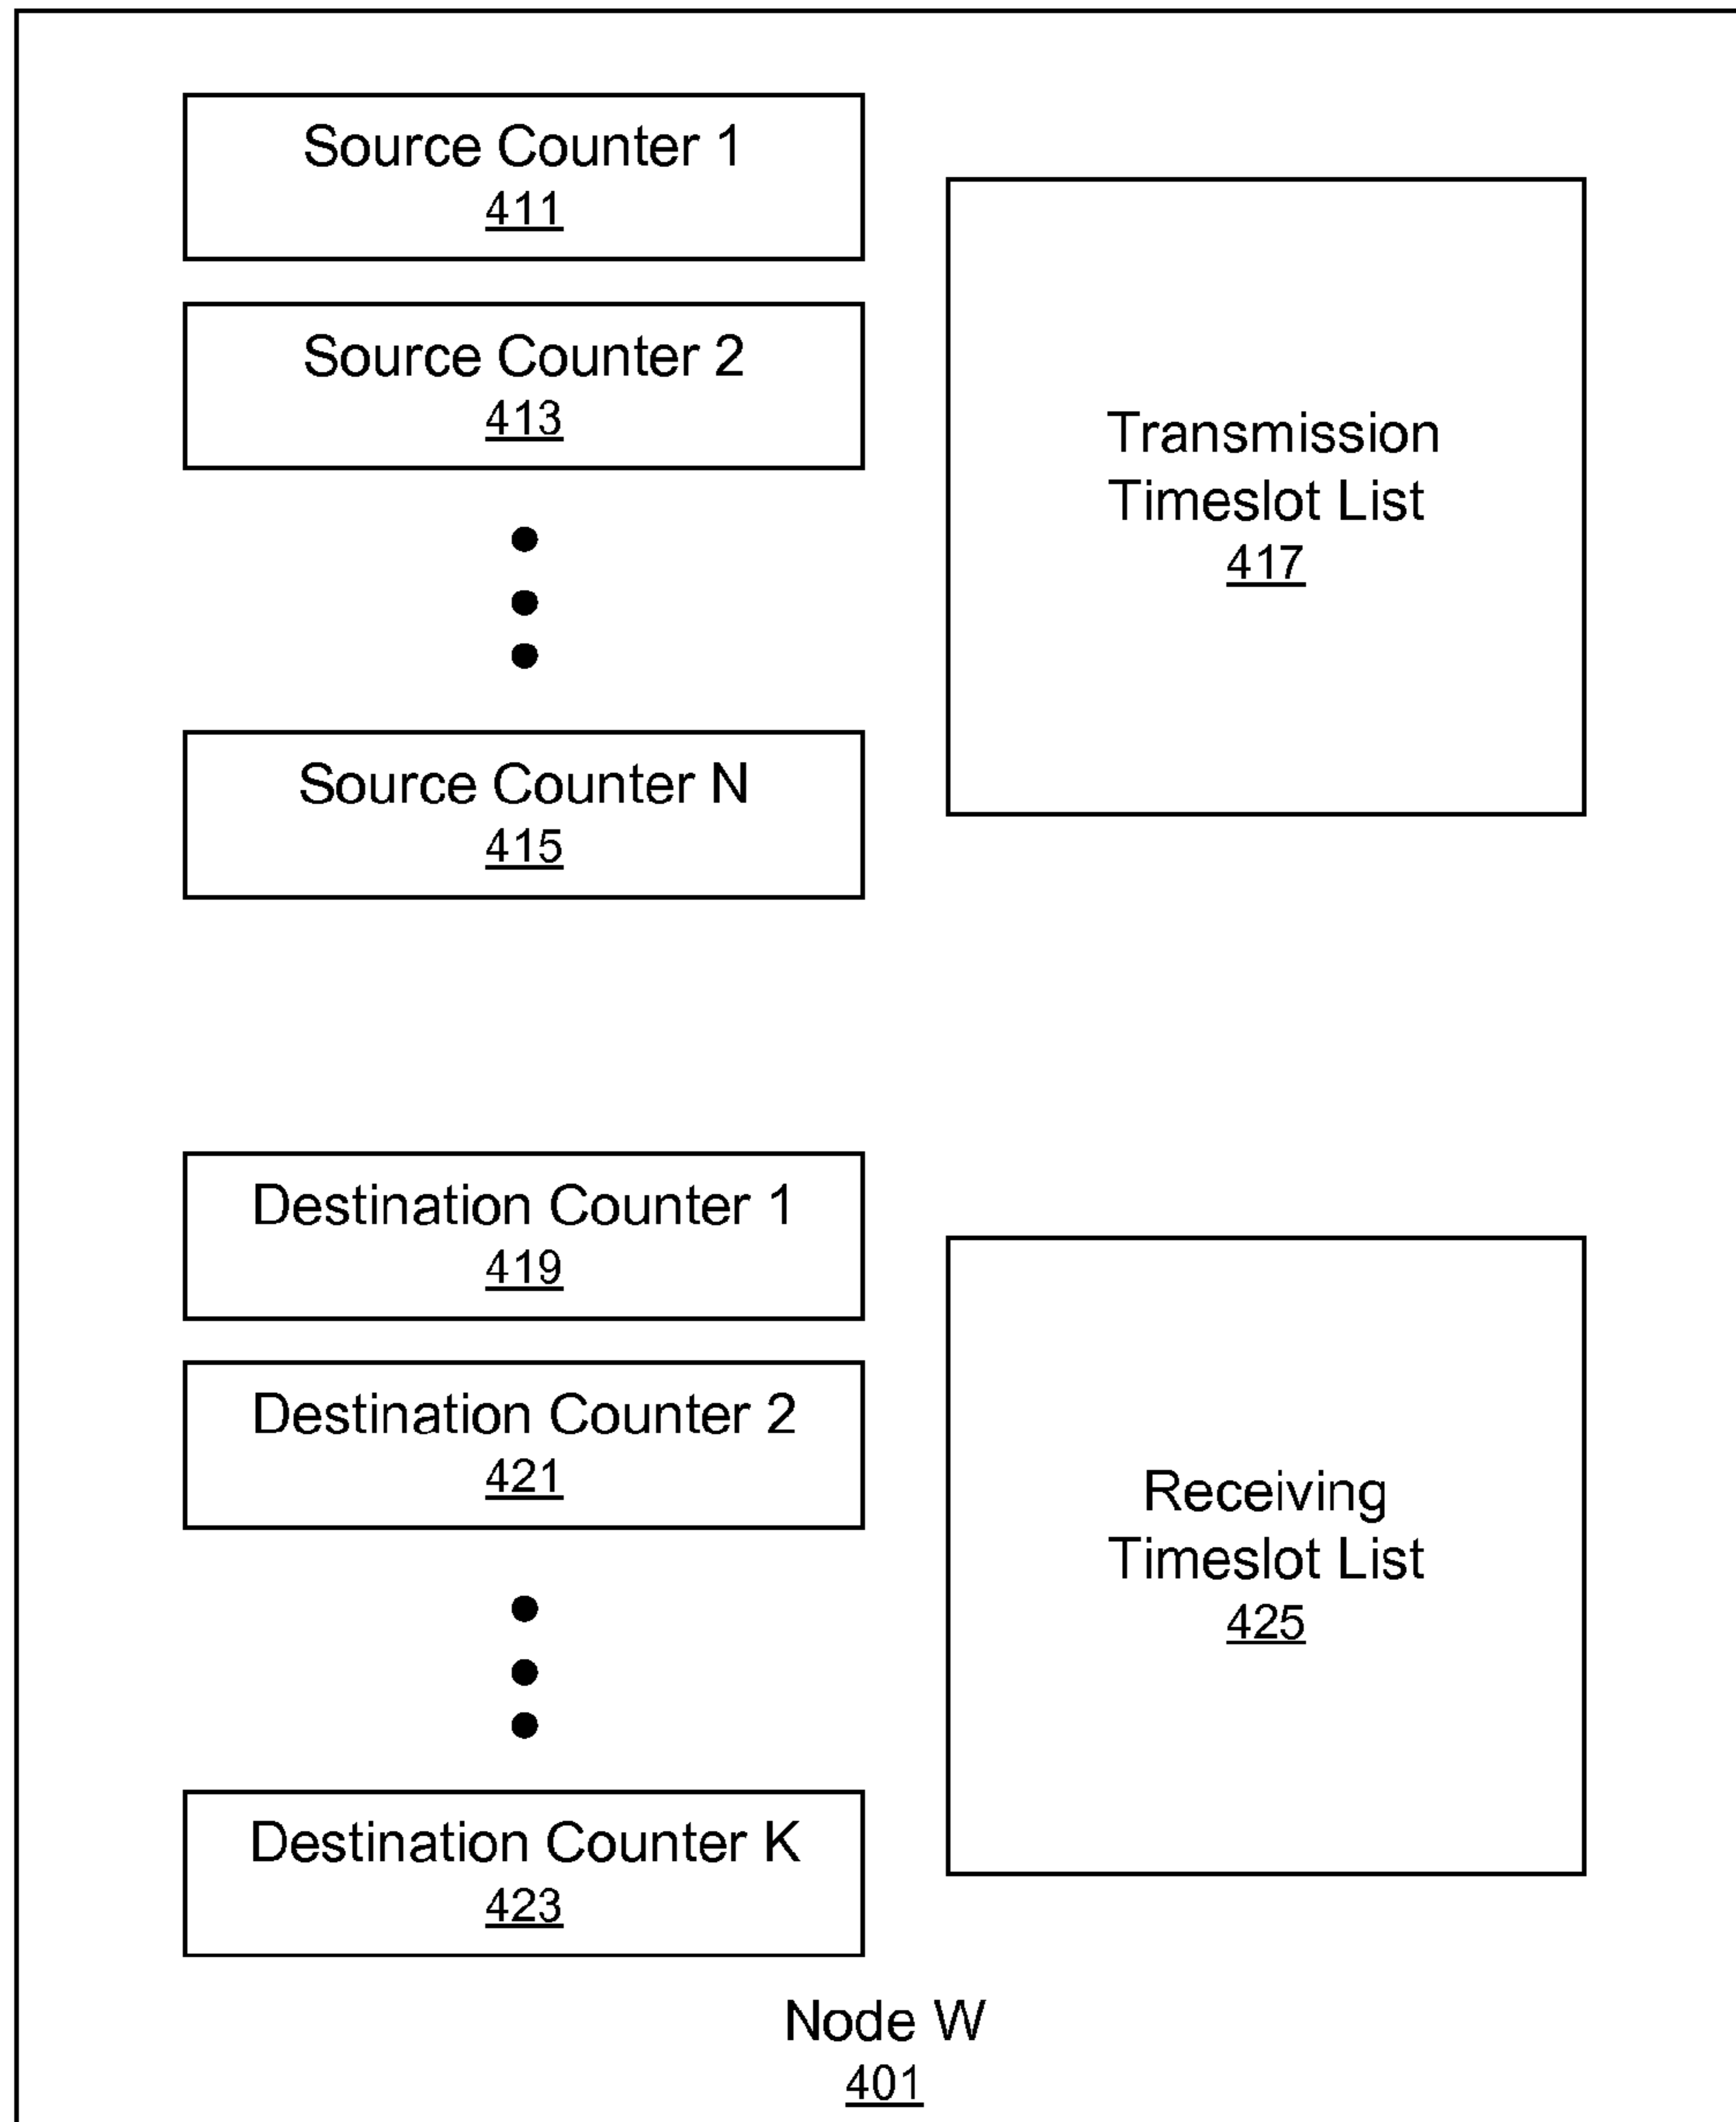 Source Counter 1
411
Source Counter 2
413
Source Counter N
415
Transmission
Timeslot List
417
Destination Counter 1
419
Destination Counter 2
421
Destination Counter K
423
Receiving
Timeslot List
425
Node W
401